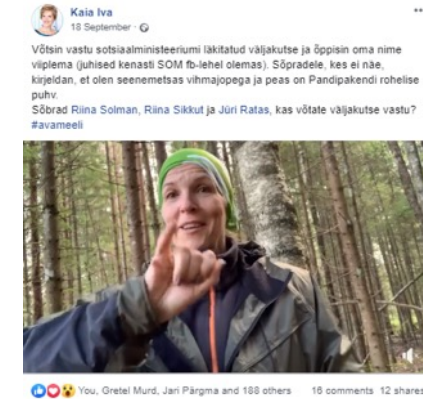 Kaia Iva
18 September ·
Võtsin vastu sotsiaalministeeriumi läkitatud väljakutse ja õppisin oma nime
viiplema (juhised kenasti SOM fb-lehel olemas). Sõpradele, kes ei näe,
kirjeldan, et olen seenemetsas vihmajopega ja peas on Pandipakendi rohelise
puhv.
Sõbrad Riina Solman, Riina Sikkut ja Jüri Ratas, kas võtate väljakutse vastu?
#avameeli
You, Gretel Murd, Jari Pärgma and 188 others 16 comments 12 shares